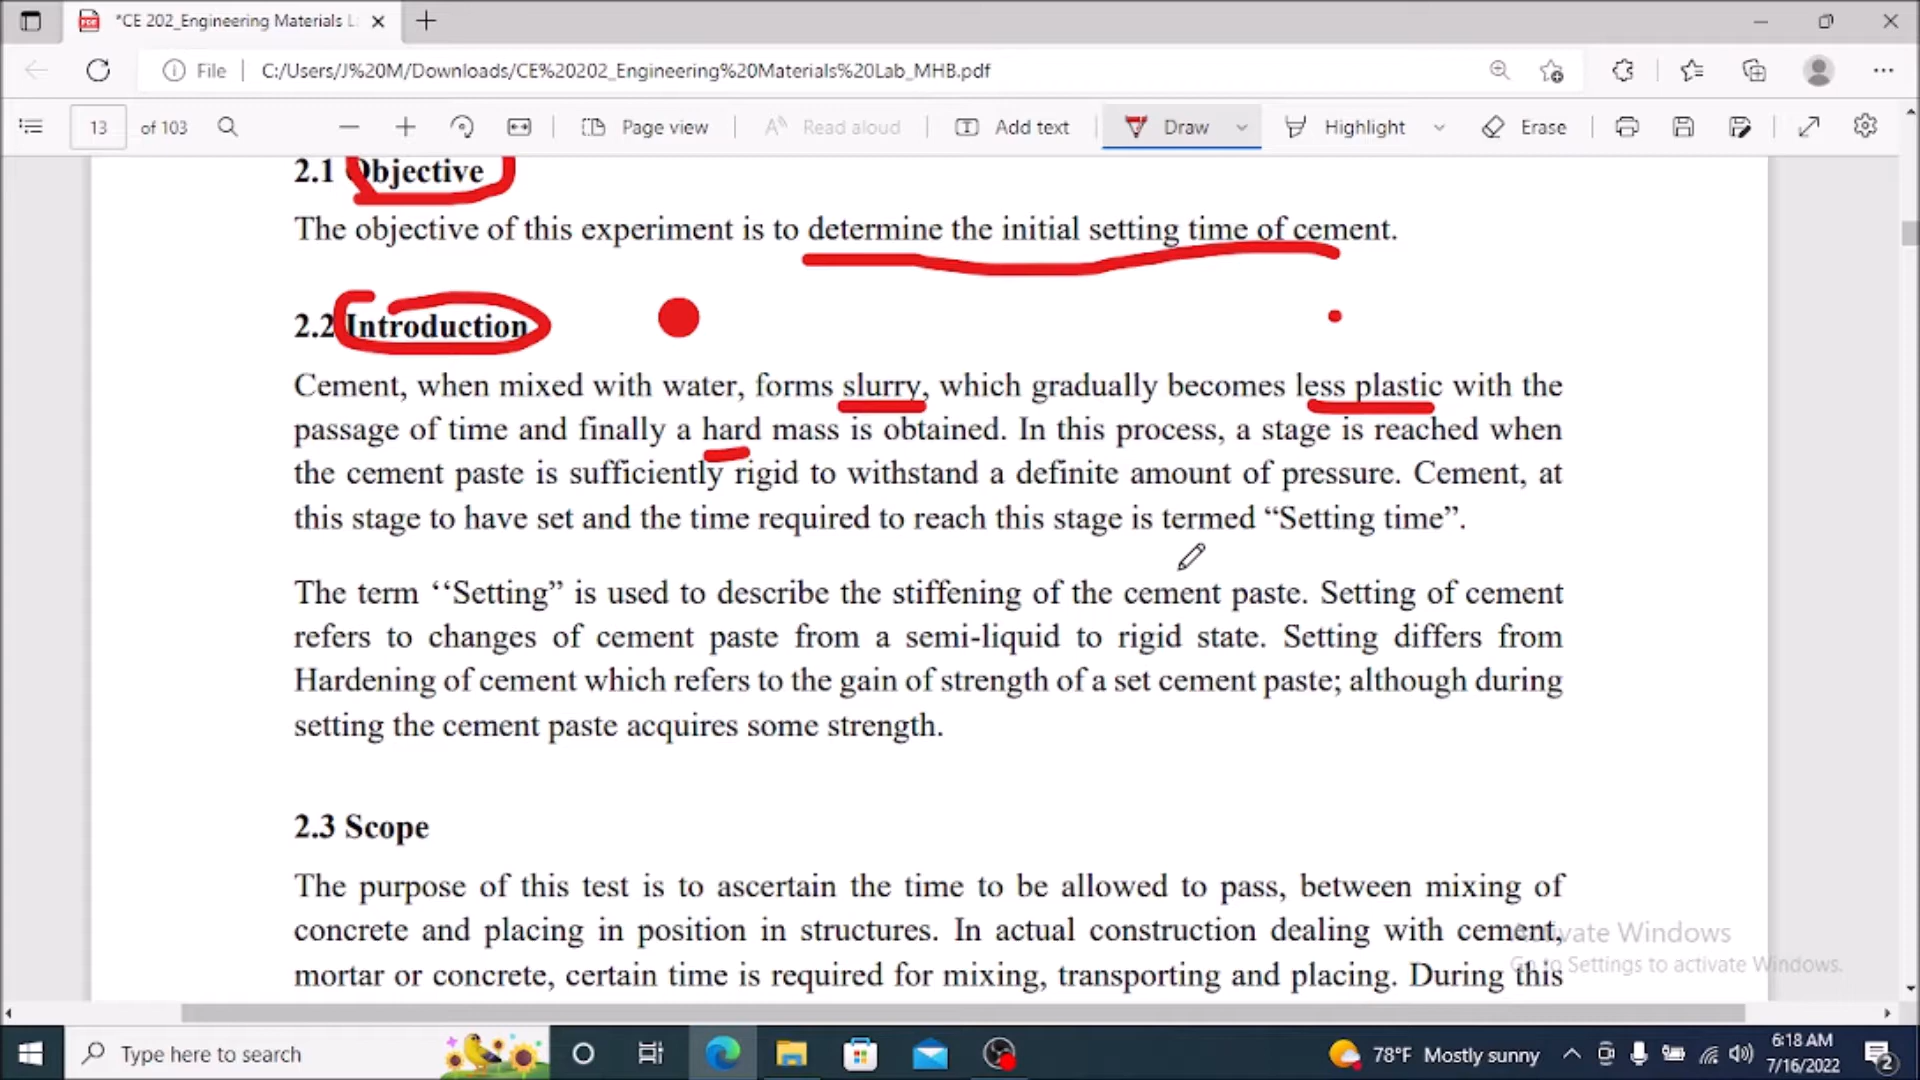 *CE 202_Engineering Materials L
File
C:/Users/J%20M/Downloads/CE%20202_Engineering%20Materials%20Lab_MHB.pdf
13 of 103
Page view
Read aloud
Add text
Draw
Highlight
Erase
2.1 Objective
The objective of this experiment is to determine the initial setting time of cement.
2.2 Introduction
Cement, when mixed with water, forms slurry, which gradually becomes less plastic with the
passage of time and finally a hard mass is obtained. In this process, a stage is reached when
the cement paste is sufficiently rigid to withstand a definite amount of pressure. Cement, at
this stage to have set and the time required to reach this stage is termed “Setting time”.
The term ‘‘Setting” is used to describe the stiffening of the cement paste. Setting of cement
refers to changes of cement paste from a semi-liquid to rigid state. Setting differs from
Hardening of cement which refers to the gain of strength of a set cement paste; although during
setting the cement paste acquires some strength.
2.3 Scope
The purpose of this test is to ascertain the time to be allowed to pass, between mixing of
concrete and placing in position in structures. In actual construction dealing with cement,
mortar or concrete, certain time is required for mixing, transporting and placing. During this
Activate Windows
Go to Settings to activate Windows.
Type here to search
78°F Mostly sunny
6:18 AM
7/16/2022
2